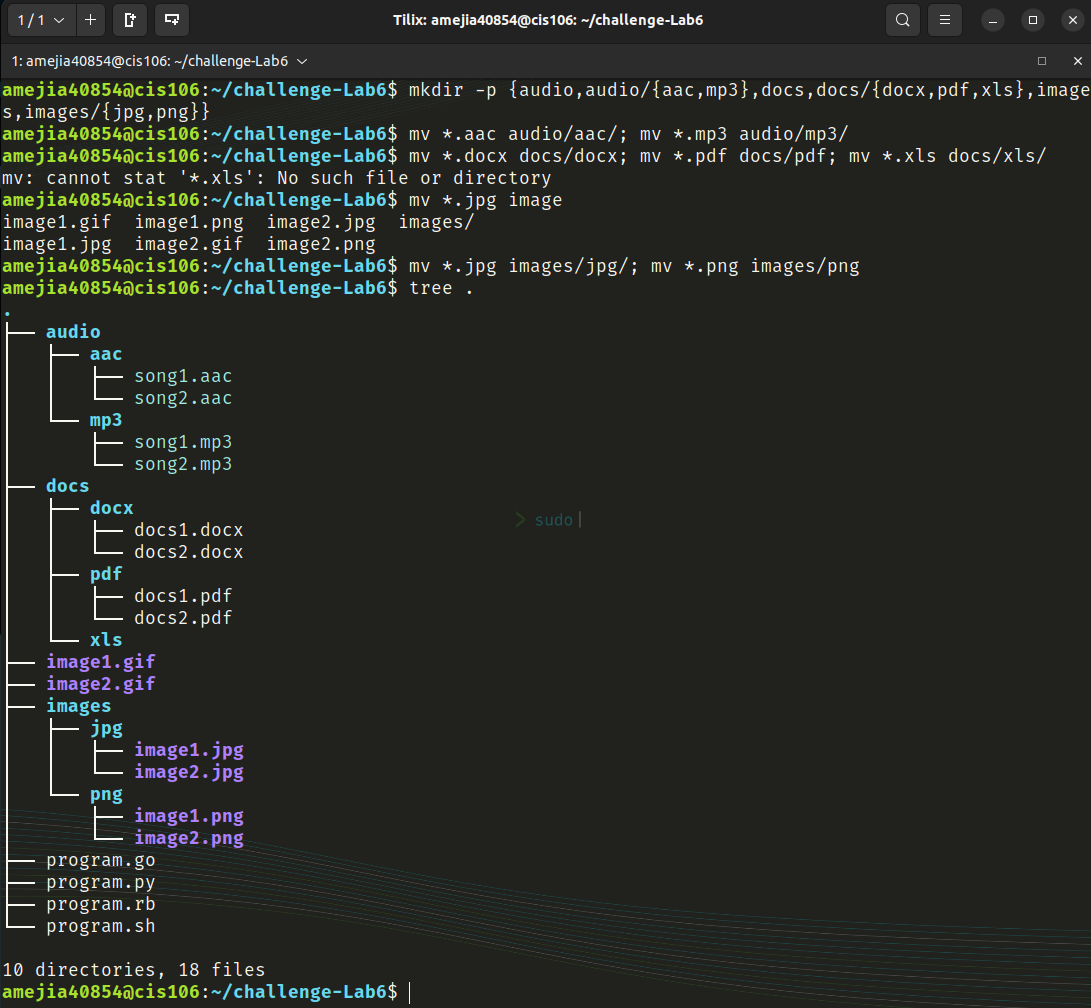 1 / 1
Tilix: amejia40854@cis106: ~/challenge-Lab6
1: amejia40854@cis106: ~/challenge-Lab6
amejia40854@cis106:~/challenge-Lab6$ mkdir -p {audio,audio/{aac,mp3},docs,docs/{docx,pdf,xls},image
s,images/{jpg,png}}
amejia40854@cis106:~/challenge-Lab6$ mv *.aac audio/aac/; mv *.mp3 audio/mp3/
amejia40854@cis106:~/challenge-Lab6$ mv *.docx docs/docx; mv *.pdf docs/pdf; mv *.xls docs/xls/
mv: cannot stat '*.xls': No such file or directory
amejia40854@cis106:~/challenge-Lab6$ mv *.jpg image
image1.gif  image1.png  image2.jpg  images/
image1.jpg  image2.gif  image2.png
amejia40854@cis106:~/challenge-Lab6$ mv *.jpg images/jpg/; mv *.png images/png
amejia40854@cis106:~/challenge-Lab6$ tree .
.
├── audio
│   ├── aac
│   │   ├── song1.aac
│   │   └── song2.aac
│   └── mp3
│       ├── song1.mp3
│       └── song2.mp3
├── docs
│   ├── docx
│   │   ├── docs1.docx
│   │   └── docs2.docx
│   ├── pdf
│   │   ├── docs1.pdf
│   │   └── docs2.pdf
│   └── xls
├── image1.gif
├── image2.gif
├── images
│   ├── jpg
│   │   ├── image1.jpg
│   │   └── image2.jpg
│   └── png
│       ├── image1.png
│       └── image2.png
├── program.go
├── program.py
├── program.rb
└── program.sh
> sudo|
10 directories, 18 files
amejia40854@cis106:~/challenge-Lab6$